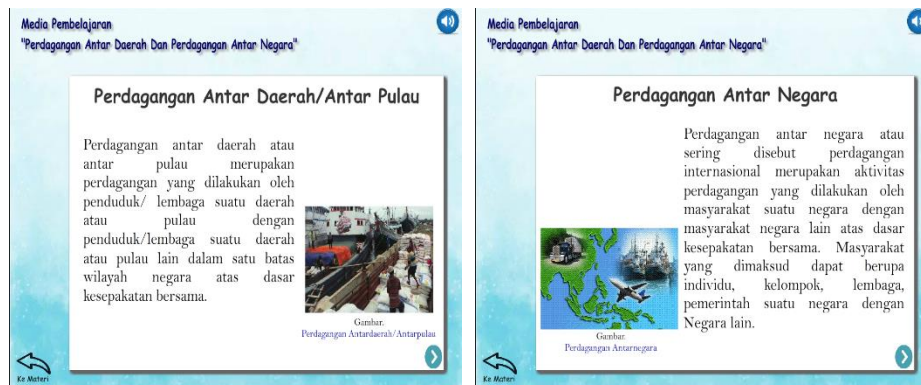 Media Pembelajaran
"Perdagangan Antar Daerah Dan Perdagangan Antar Negara"
Perdagangan Antar Daerah/Antar Pulau
Perdagangan antar daerah atau
antar pulau merupakan
perdagangan yang dilakukan oleh
penduduk/ lembaga suatu daerah
atau pulau dengan
penduduk/lembaga suatu daerah
atau pulau lain dalam satu batas
wilayah negara atas dasar
kesepakatan bersama.
Gambar.
Perdagangan Antardaerah/Antarpulau
Ke Materi
Media Pembelajaran
"Perdagangan Antar Daerah Dan Perdagangan Antar Negara"
Perdagangan Antar Negara
Perdagangan antar negara atau
sering disebut perdagangan
internasional merupakan aktivitas
perdagangan yang dilakukan oleh
masyarakat suatu negara dengan
masyarakat negara lain atas dasar
kesepakatan bersama. Masyarakat
yang dimaksud dapat berupa
individu, kelompok, lembaga,
pemerintah suatu negara dengan
Negara lain.
Gambar.
Perdagangan Antarnegara
Ke Materi